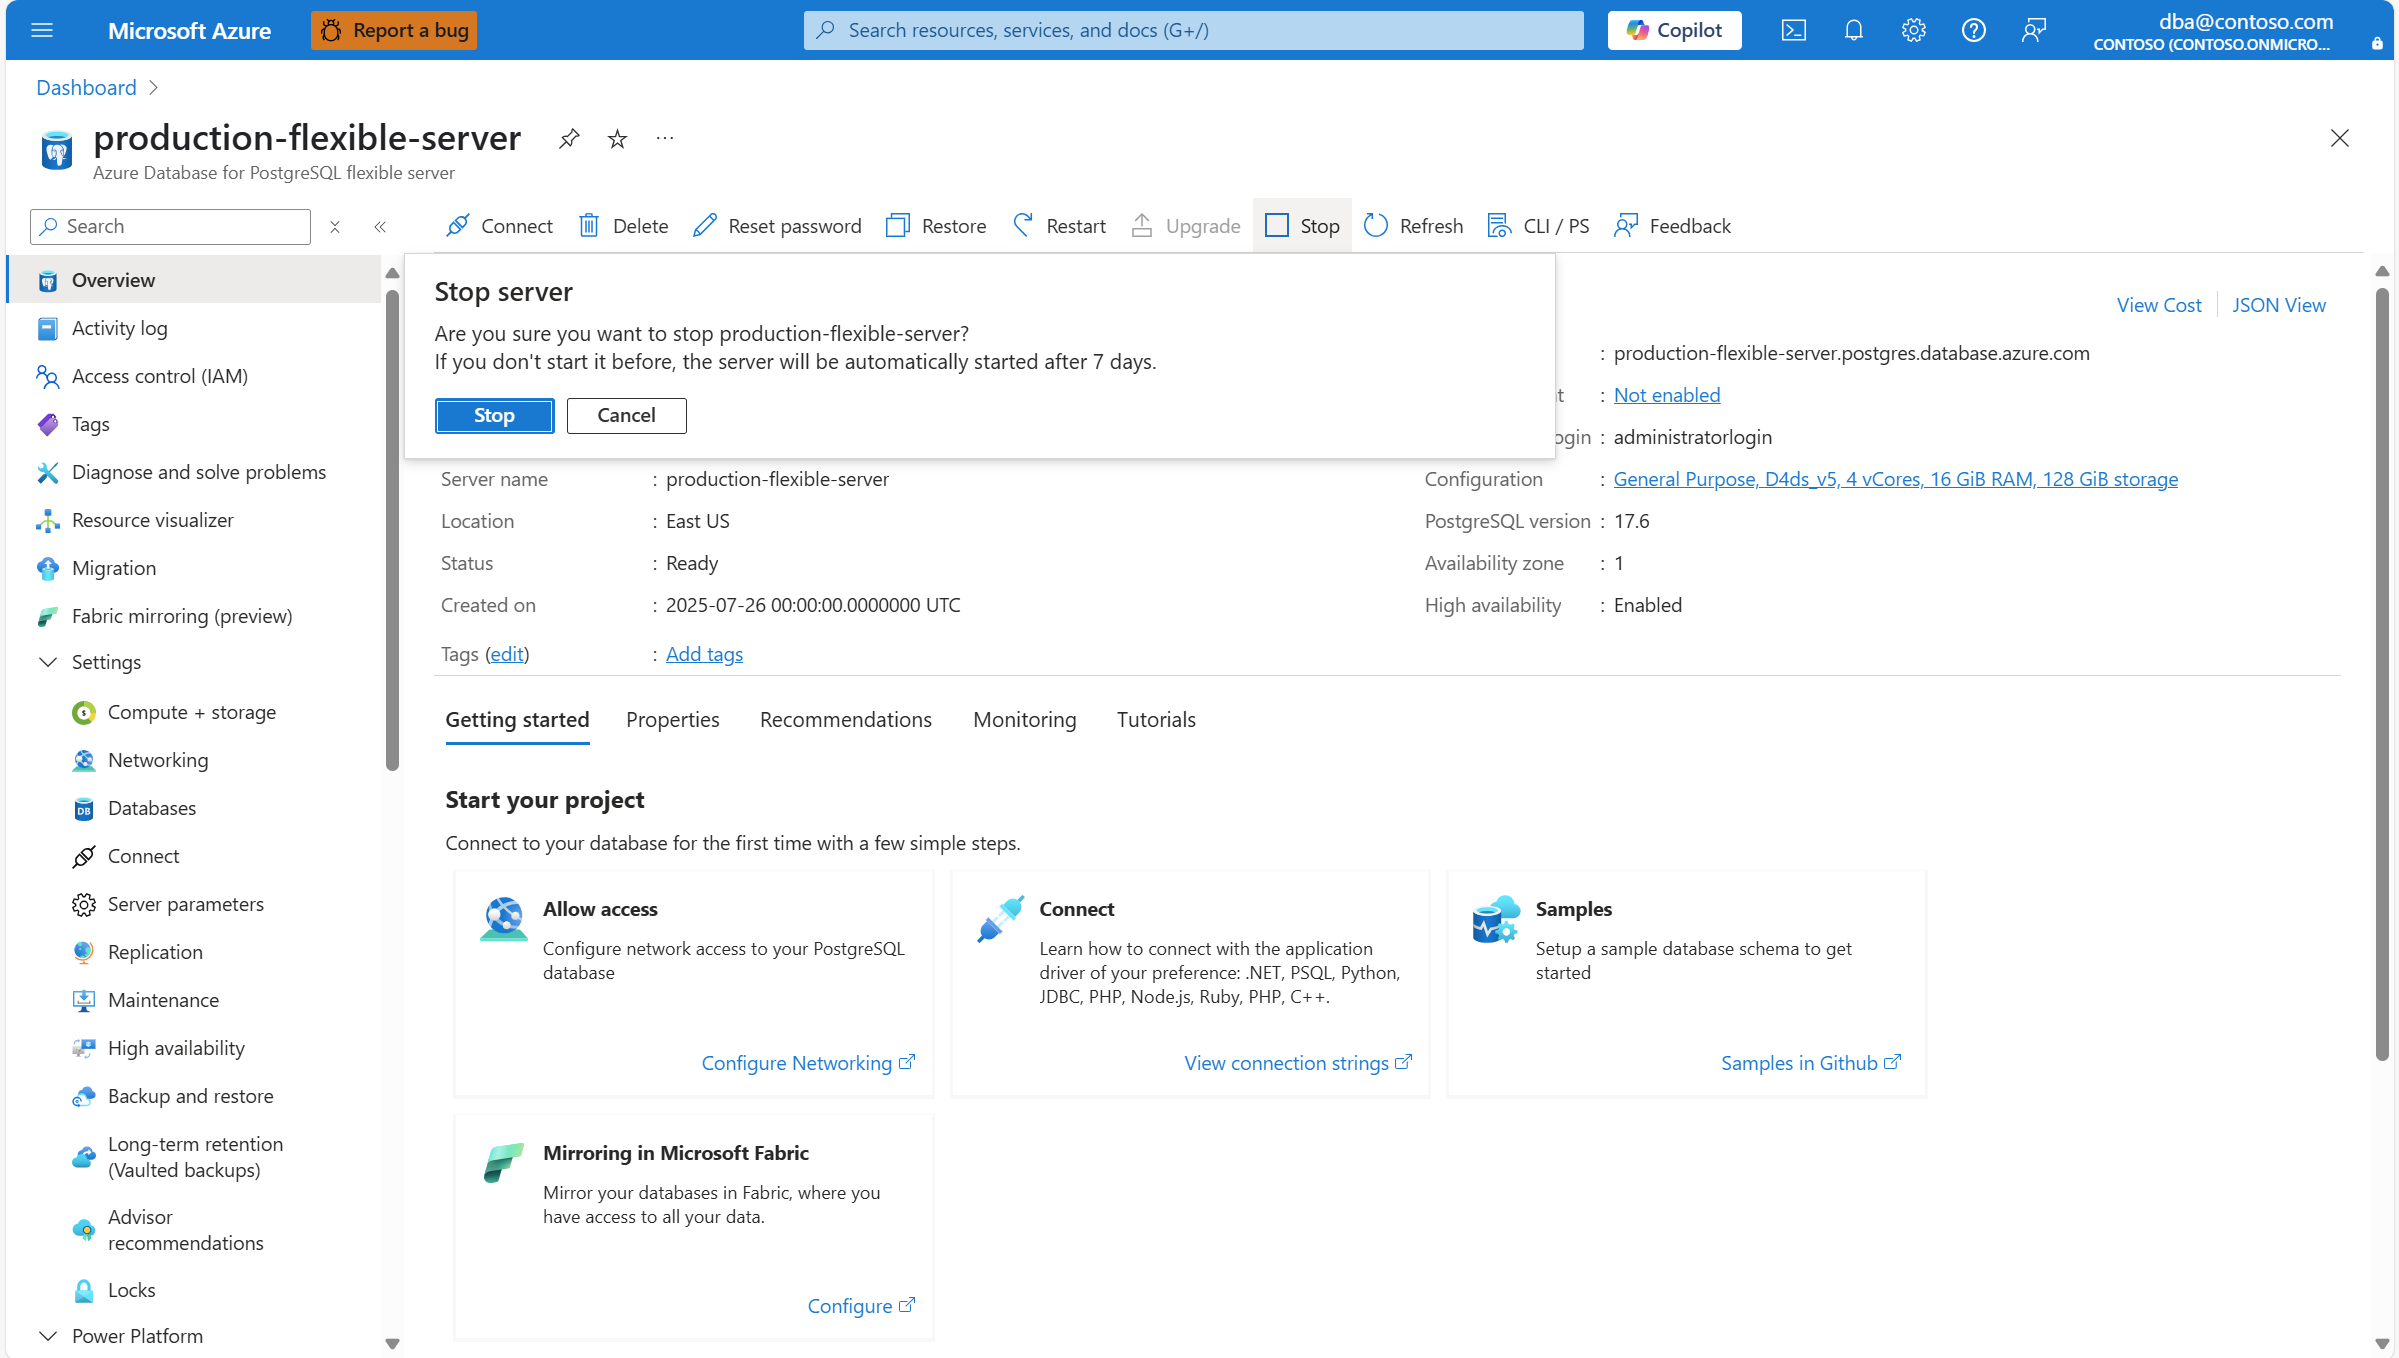 Microsoft Azure
Report a bug
Search resources, services, and docs (G+/)
Copilot
dba@contoso.com
CONTOSO (CONTOSO.ONMICRO...
Dashboard
production-flexible-server
Azure Database for PostgreSQL flexible server
Search
Connect
Delete
Reset password
Restore
Restart
Upgrade
Stop
Refresh
CLI / PS
Feedback
Overview
Activity log
Access control (IAM)
Tags
Diagnose and solve problems
Resource visualizer
Migration
Fabric mirroring (preview)
Settings
Compute + storage
Networking
Databases
Connect
Server parameters
Replication
Maintenance
High availability
Backup and restore
Long-term retention
(Vaulted backups)
Advisor
recommendations
Locks
Power Platform
Stop server
Are you sure you want to stop production-flexible-server?
If you don't start it before, the server will be automatically started after 7 days.
Stop
Cancel
View Cost
JSON View
: production-flexible-server.postgres.database.azure.com
t : Not enabled
ogin : administratorlogin
Server name : production-flexible-server
Configuration : General Purpose, D4ds_v5, 4 vCores, 16 GiB RAM, 128 GiB storage
Location : East US
PostgreSQL version : 17.6
Status : Ready
Availability zone : 1
Created on : 2025-07-26 00:00:00.0000000 UTC
High availability : Enabled
Tags (edit) : Add tags
Getting started
Properties
Recommendations
Monitoring
Tutorials
Start your project
Connect to your database for the first time with a few simple steps.
Allow access
Configure network access to your PostgreSQL
database
Configure Networking
Connect
Learn how to connect with the application
driver of your preference: .NET, PSQL, Python,
JDBC, PHP, Node.js, Ruby, PHP, C++.
View connection strings
Samples
Setup a sample database schema to get
started
Samples in Github
Mirroring in Microsoft Fabric
Mirror your databases in Fabric, where you
have access to all your data.
Configure